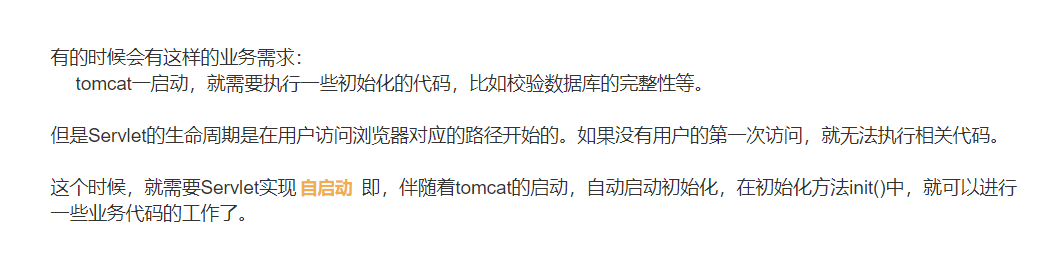 有的时候会有这样的业务需求：
tomcat一启动，就需要执行一些初始化的代码，比如校验数据库的完整性等。
但是Servlet的生命周期是在用户访问浏览器对应的路径开始的。如果没有用户的第一次访问，就无法执行相关代码。
这个时候，就需要Servlet实现 自启动 即，伴随着tomcat的启动，自动启动初始化，在初始化方法init()中，就可以进行
一些业务代码的工作了。